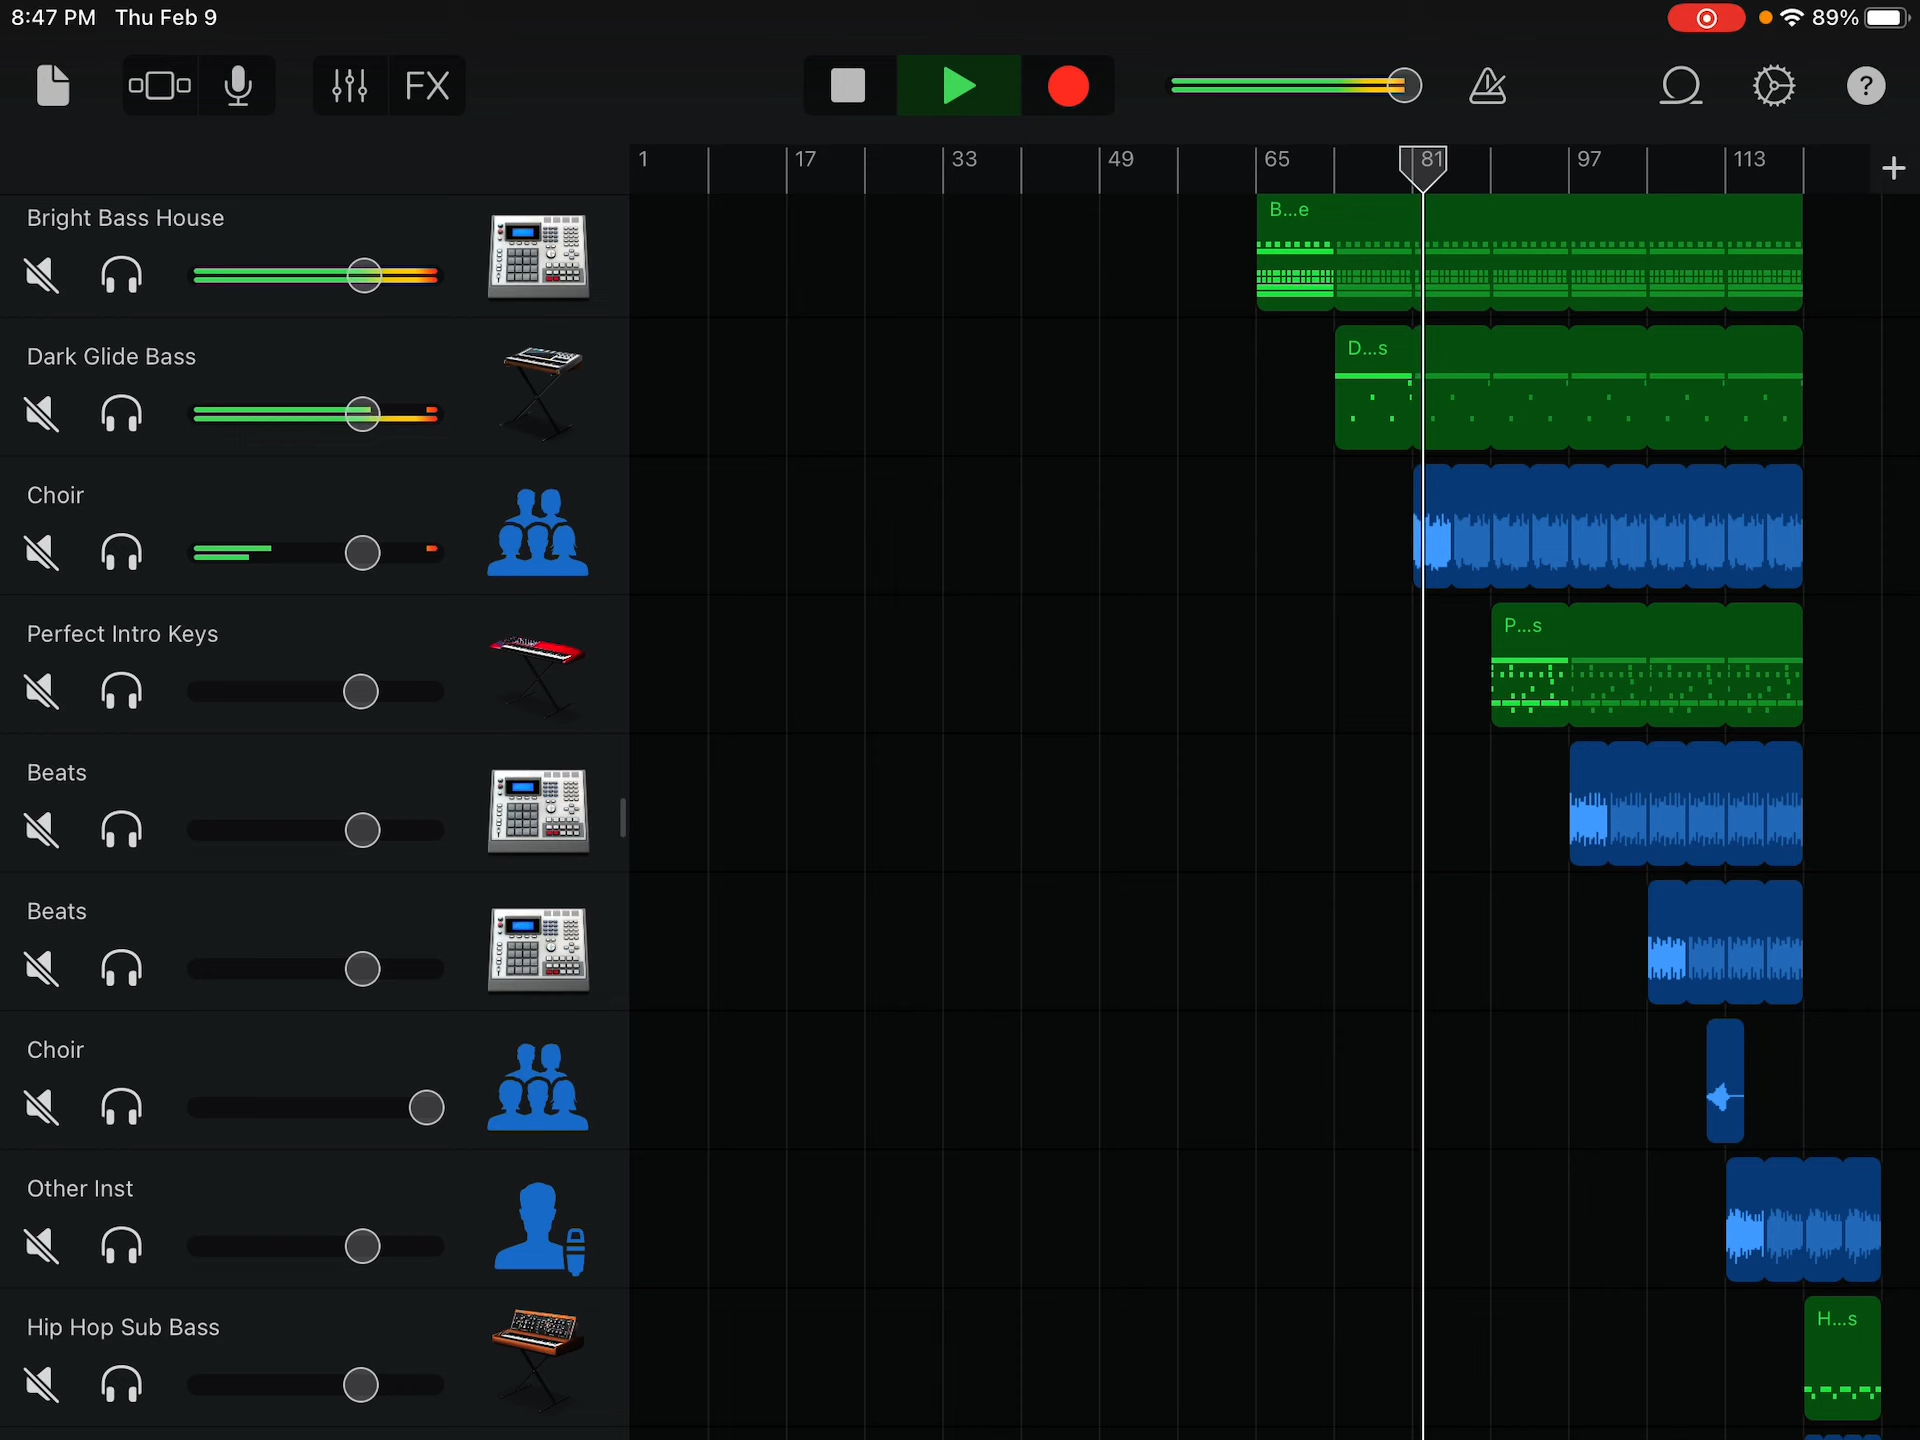 8:47 PM Thu Feb 9 89%
FX ?
1 17 33 49 65 81 97 113 +
Bright Bass House
B...e
Dark Glide Bass
D...s
Choir
Perfect Intro Keys
P...s
Beats
Beats
Choir
Other Inst
Hip Hop Sub Bass
H...s